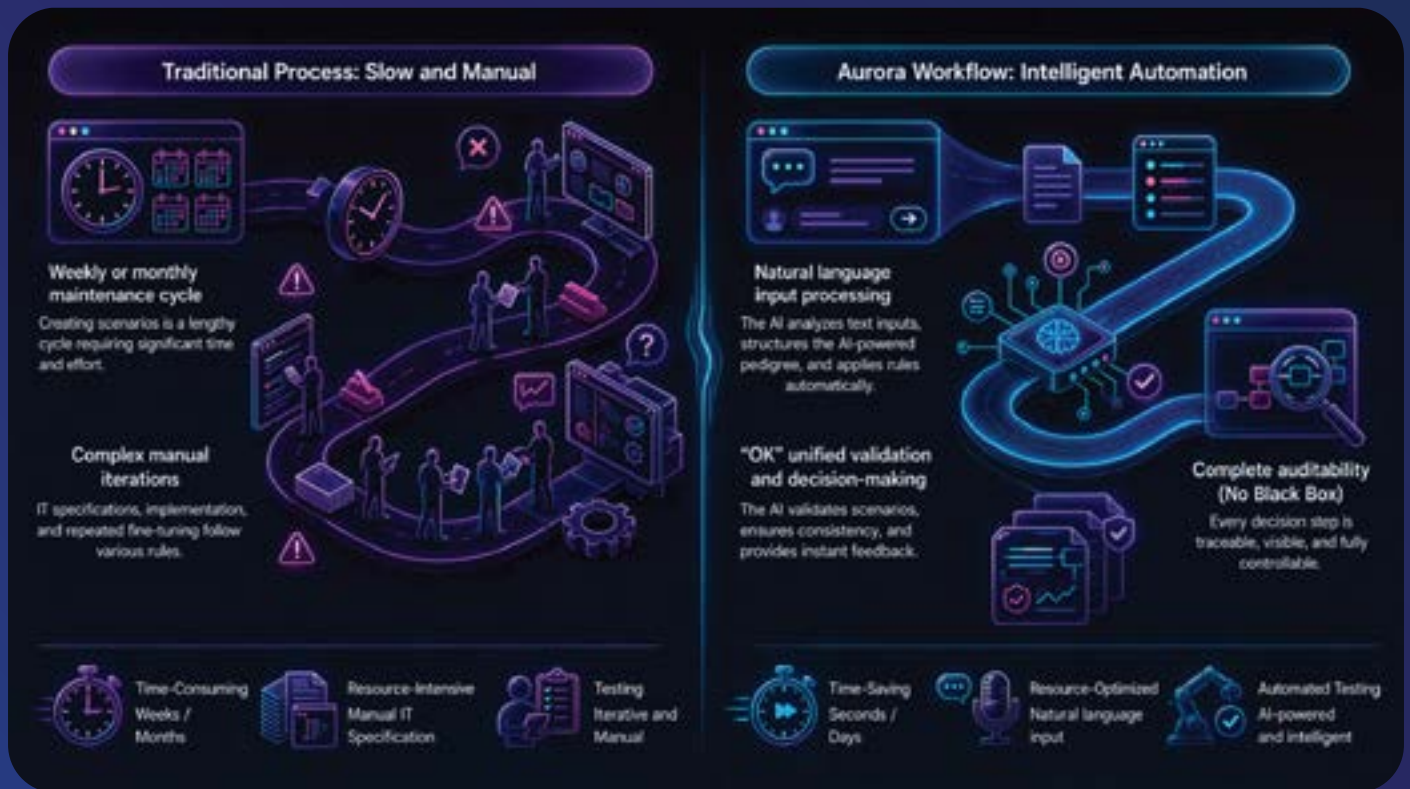 Traditional Process: Slow and Manual
Weekly or monthly
maintenance cycle
Creating scenarios is a lengthy
cycle requiring significant time
and effort.
Complex manual
iterations
IT specifications, implementation,
and repeated fine-tuning follow
various rules.
Time-Consuming
Weeks /
Months
Resource-Intensive
Manual IT
Specification
Testing
Iterative and
Manual
Aurora Workflow: Intelligent Automation
Natural language
input processing
The AI analyzes text inputs,
structures the AI-powered
pedigree, and applies rules
automatically.
"OK" unified validation
and decision-making
The AI validates scenarios,
ensures consistency, and
provides instant feedback.
Complete auditability
(No Black Box)
Every decision step is
traceable, visible, and fully
controllable.
Time-Saving
Seconds /
Days
Resource-Optimized
Natural language
input
Automated Testing
AI-powered
and intelligent